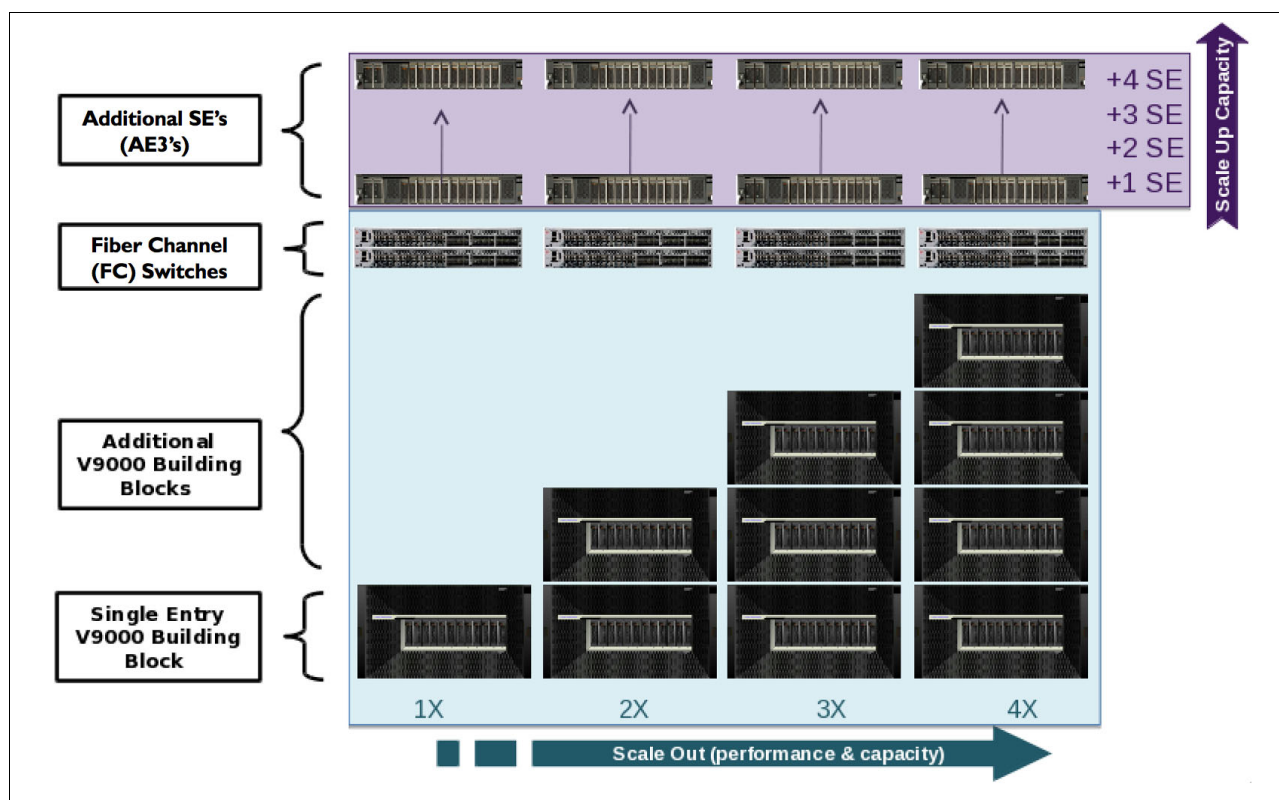 Additional SE's
(AE3's)
+4 SE
+3 SE
+2 SE
+1 SE
Scale Up Capacity
Fiber Channel
(FC) Switches
Additional
V9000 Building
Blocks
Single Entry
V9000 Building
Block
1X
2X
3X
4X
Scale Out (performance & capacity)